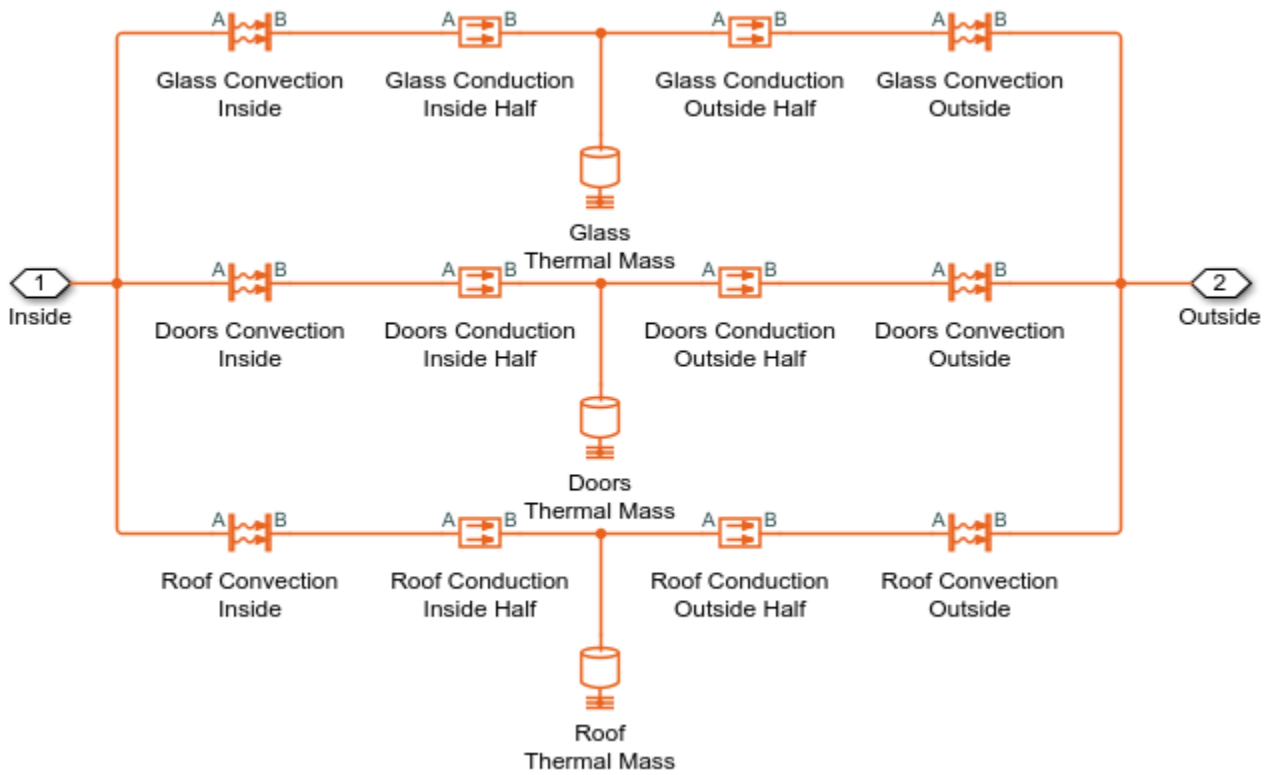 A B A B A B A B
Glass Convection Glass Conduction Glass Conduction Glass Convection
Inside Inside Half Outside Half Outside
Glass
Thermal Mass
A B A B A B A B
1 2
Inside Outside
Doors Convection Doors Conduction Doors Conduction Doors Convection
Inside Inside Half Outside Half Outside
Doors
Thermal Mass
A B A B A B A B
Roof Convection Roof Conduction Roof Conduction Roof Convection
Inside Inside Half Outside Half Outside
Roof
Thermal Mass